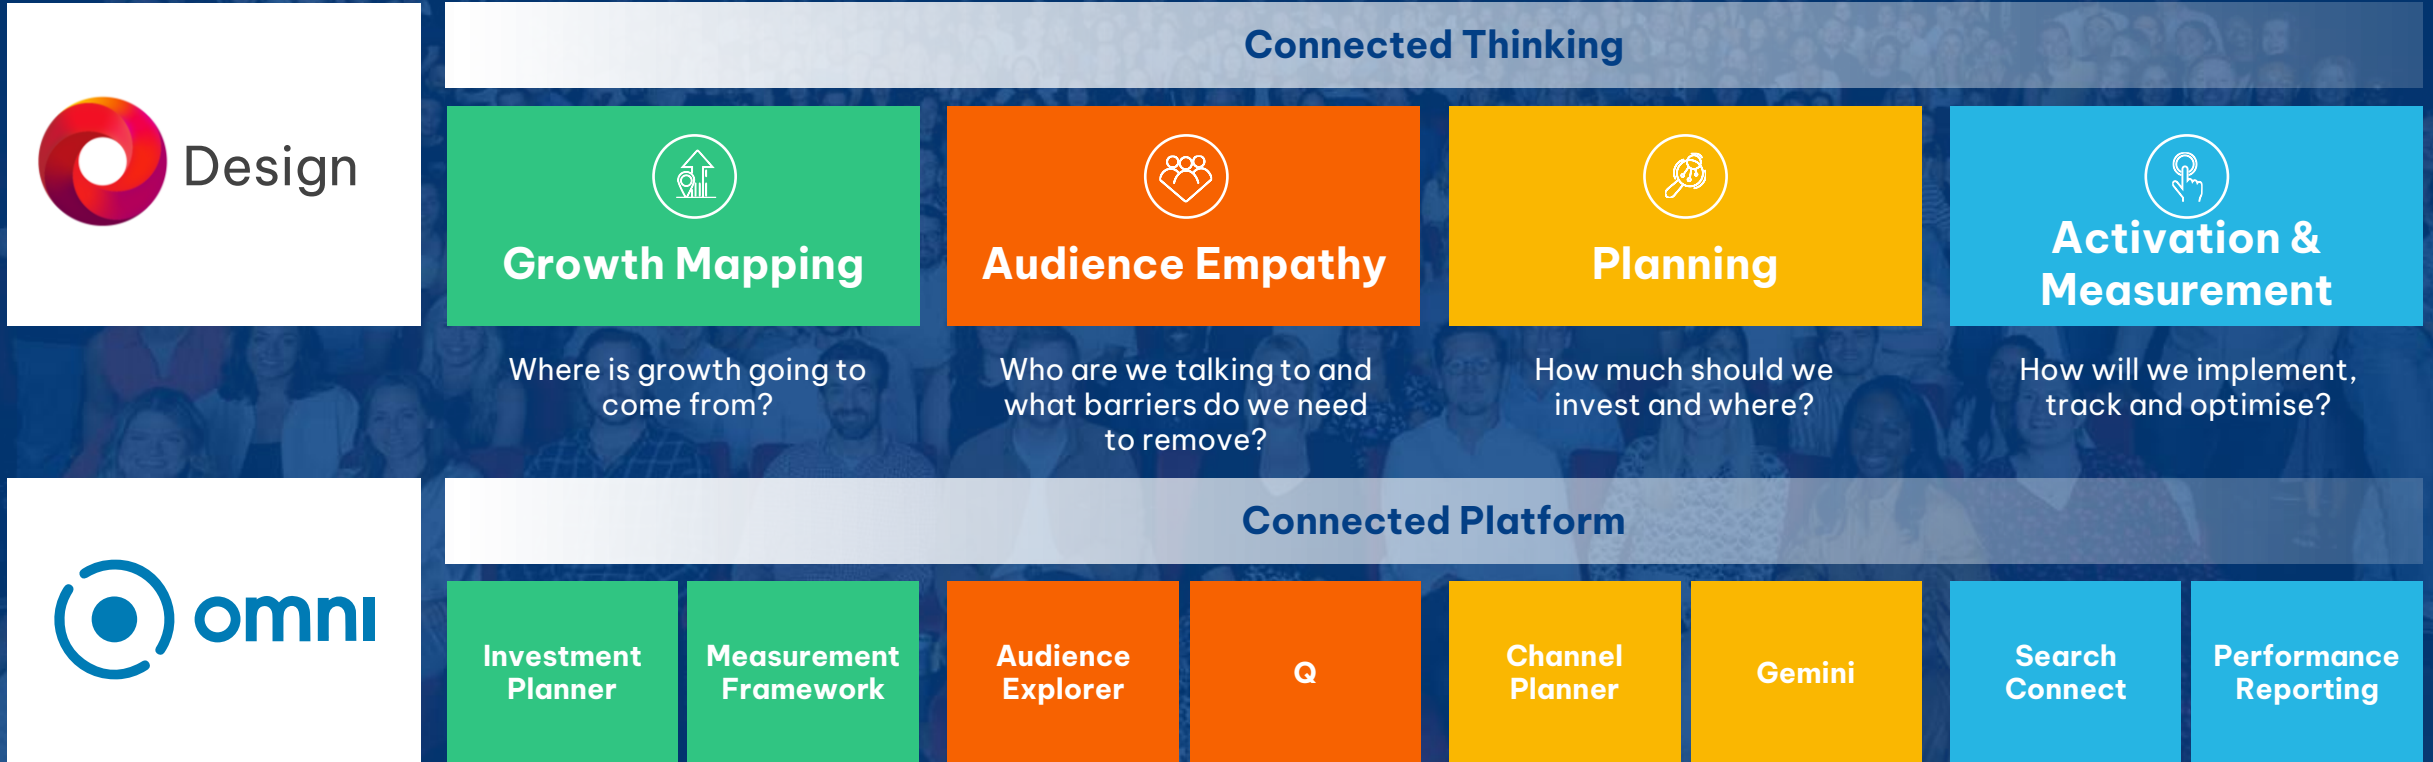 Design
Connected Thinking
Growth Mapping
Where is growth going to
come from?
Audience Empathy
Who are we talking to and
what barriers do we need
to remove?
Planning
How much should we
invest and where?
Activation &
Measurement
How will we implement,
track and optimise?
omni
Connected Platform
Investment
Planner
Measurement
Framework
Audience
Explorer
Q
Channel
Planner
Gemini
Search
Connect
Performance
Reporting